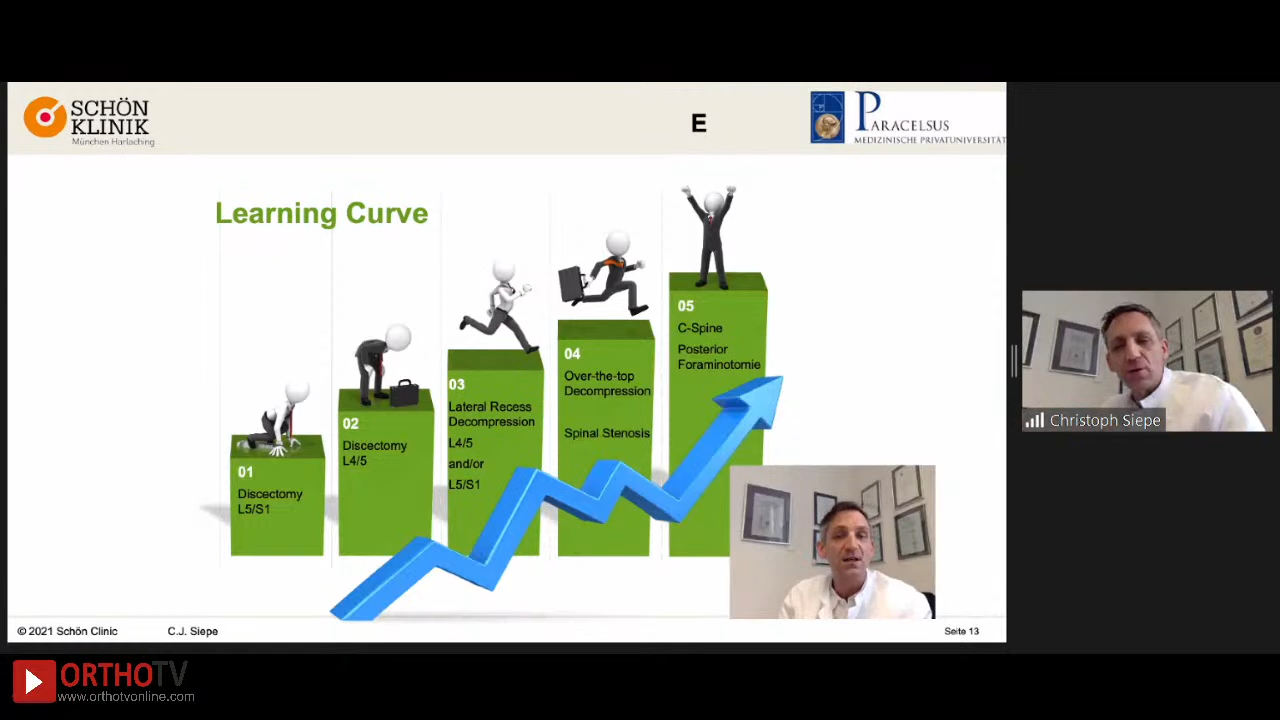 SCHÖN
KLINIK
München Harlaching
E
PARACELSUS
MEDIZINISCHE PRIVATUNIVERSITÄT
Learning Curve
01
Discectomy
L5/S1
02
Discectomy
L4/5
03
Lateral Recess
Decompression
L4/5
and/or
L5/S1
04
Over-the-top
Decompression
Spinal Stenosis
05
C-Spine
Posterior
Foraminotomie
Christoph Siepe
© 2021 Schön Clinic
C.J. Siepe
Seite 13
ORTHOTV
www.orthotvonline.com